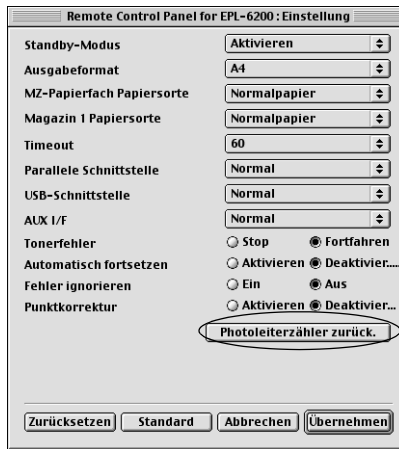 Remote Control Panel for EPL-6200 : Einstellung
Standby-Modus Aktivieren
Ausgabeformat A4
MZ-Papierfach Papiersorte Normalpapier
Magazin 1 Papiersorte Normalpapier
Timeout 60
Parallele Schnittstelle Normal
USB-Schnittstelle Normal
AUX I/F Normal
Tonerfehler Stop Fortfahren
Automatisch fortsetzen Aktivieren Deaktivier....
Fehler ignorieren Ein Aus
Punktkorrektur Aktivieren Deaktivier...
Photoleiterzähler zurück.
Zurücksetzen Standard Abbrechen Übernehmen